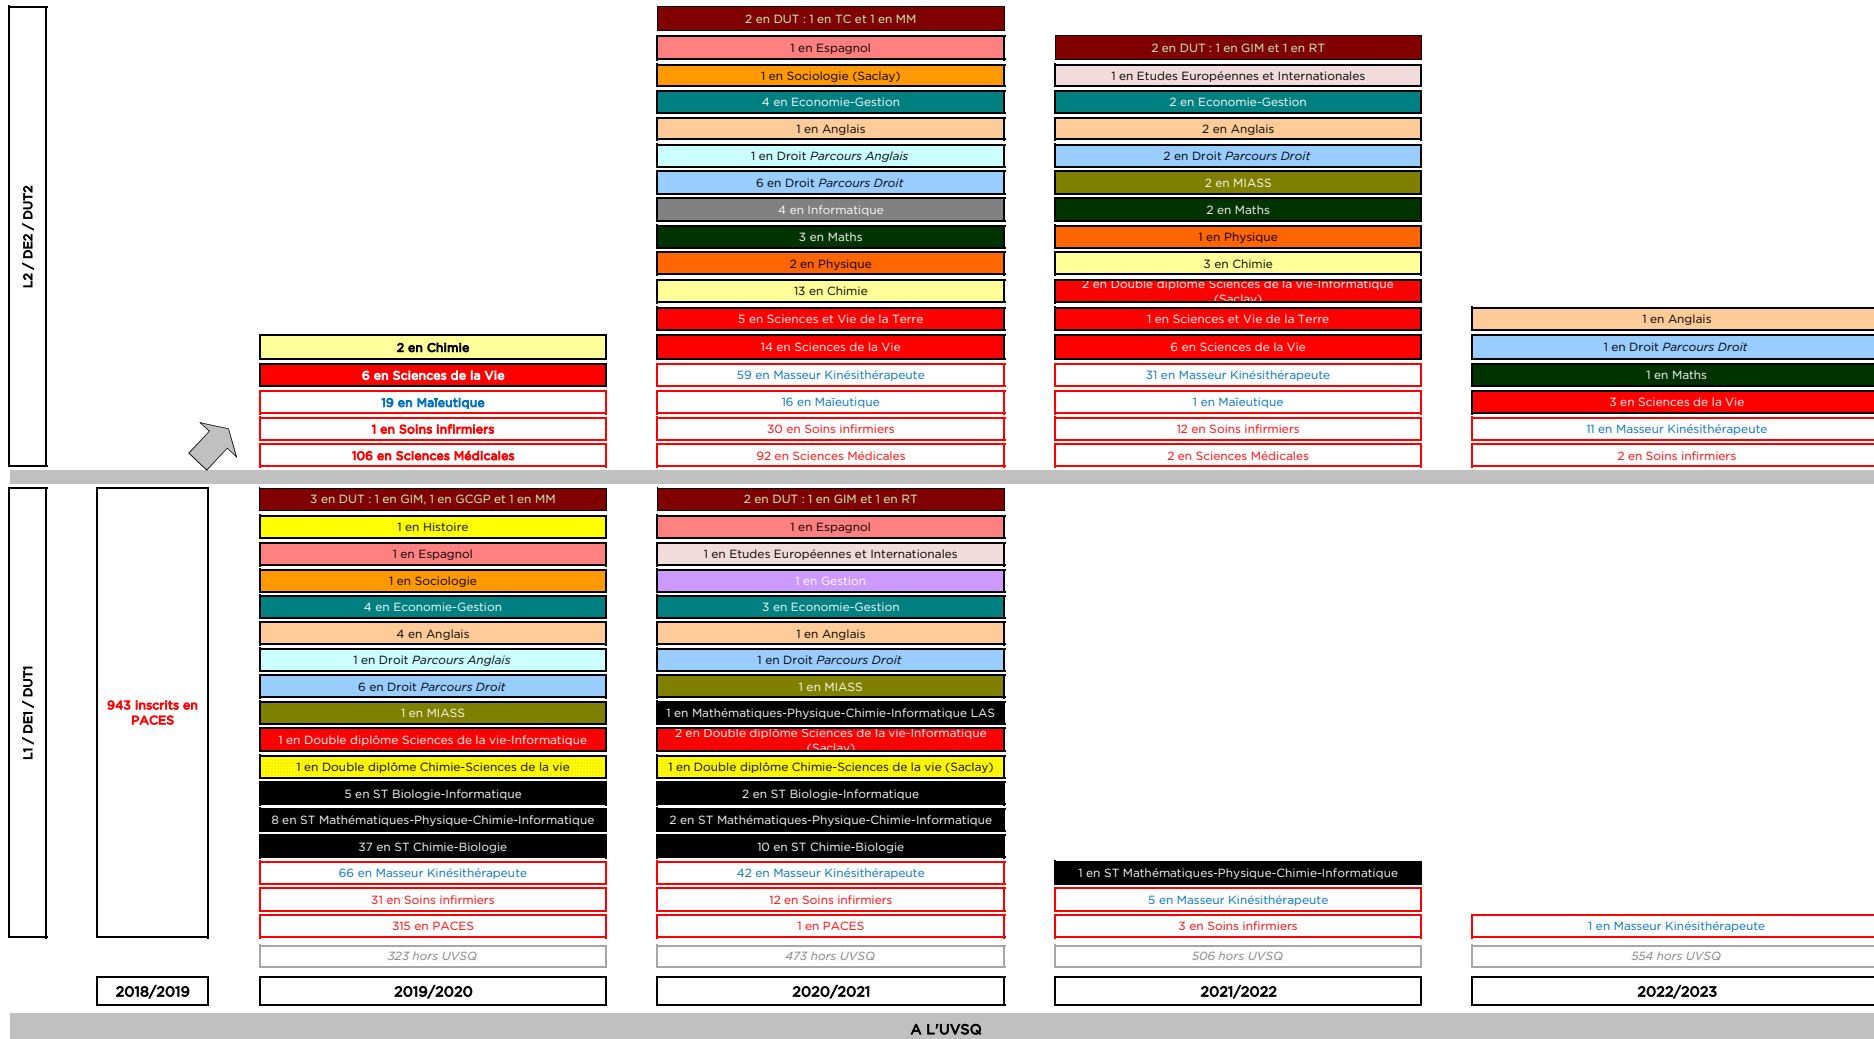 L2 / DE2 / DUT2
2 en Chimie
6 en Sciences de la Vie
19 en Maïeutique
1 en Soins infirmiers
106 en Sciences Médicales
2 en DUT : 1 en TC et 1 en MM
1 en Espagnol
1 en Sociologie (Saclay)
4 en Economie-Gestion
1 en Anglais
1 en Droit Parcours Anglais
6 en Droit Parcours Droit
4 en Informatique
3 en Maths
2 en Physique
13 en Chimie
5 en Sciences et Vie de la Terre
14 en Sciences de la Vie
59 en Masseur Kinésithérapeute
16 en Maïeutique
30 en Soins infirmiers
92 en Sciences Médicales
2 en DUT : 1 en GIM et 1 en RT
1 en Etudes Européennes et Internationales
2 en Economie-Gestion
2 en Anglais
2 en Droit Parcours Droit
2 en MIASS
2 en Maths
1 en Physique
3 en Chimie
2 en Double diplôme Sciences de la vie-Informatique
(Saclay)
1 en Sciences et Vie de la Terre
6 en Sciences de la Vie
31 en Masseur Kinésithérapeute
1 en Maïeutique
12 en Soins infirmiers
2 en Sciences Médicales
1 en Anglais
1 en Droit Parcours Droit
1 en Maths
3 en Sciences de la Vie
11 en Masseur Kinésithérapeute
2 en Soins infirmiers
L1 / DE1 / DUT1
943 inscrits en
PACES
3 en DUT : 1 en GIM, 1 en GCGP et 1 en MM
1 en Histoire
1 en Espagnol
1 en Sociologie
4 en Economie-Gestion
4 en Anglais
1 en Droit Parcours Anglais
6 en Droit Parcours Droit
1 en MIASS
1 en Double diplôme Sciences de la vie-Informatique
1 en Double diplôme Chimie-Sciences de la vie
5 en ST Biologie-Informatique
8 en ST Mathématiques-Physique-Chimie-Informatique
37 en ST Chimie-Biologie
66 en Masseur Kinésithérapeute
31 en Soins infirmiers
315 en PACES
323 hors UVSQ
2 en DUT : 1 en GIM et 1 en RT
1 en Espagnol
1 en Etudes Européennes et Internationales
1 en Gestion
3 en Economie-Gestion
1 en Anglais
1 en Droit Parcours Droit
1 en MIASS
1 en Mathématiques-Physique-Chimie-Informatique LAS
2 en Double diplôme Sciences de la vie-Informatique
(Saclay)
1 en Double diplôme Chimie-Sciences de la vie (Saclay)
2 en ST Biologie-Informatique
2 en ST Mathématiques-Physique-Chimie-Informatique
10 en ST Chimie-Biologie
42 en Masseur Kinésithérapeute
12 en Soins infirmiers
1 en PACES
473 hors UVSQ
1 en ST Mathématiques-Physique-Chimie-Informatique
5 en Masseur Kinésithérapeute
3 en Soins infirmiers
506 hors UVSQ
1 en Masseur Kinésithérapeute
554 hors UVSQ
2018/2019
2019/2020
2020/2021
2021/2022
2022/2023
A L'UVSQ